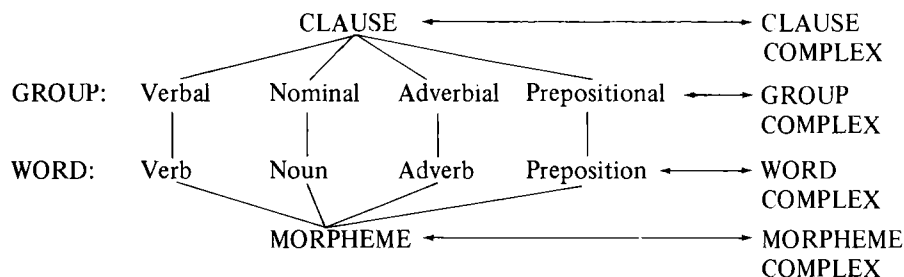 CLAUSE CLAUSE
COMPLEX
GROUP: Verbal Nominal Adverbial Prepositional GROUP
COMPLEX
WORD: Verb Noun Adverb Preposition WORD
COMPLEX
MORPHEME MORPHEME
COMPLEX